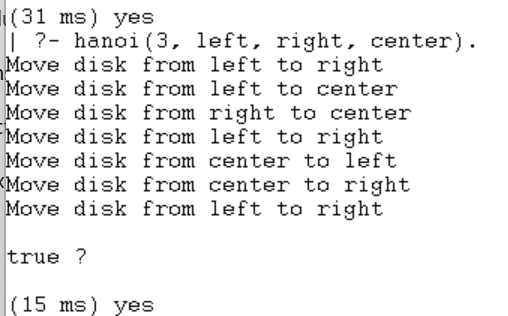 (31 ms) yes
| ?- hanoi(3, left, right, center).
Move disk from left to right
Move disk from left to center
Move disk from right to center
Move disk from left to right
Move disk from center to left
Move disk from center to right
Move disk from left to right
true ?
(15 ms) yes